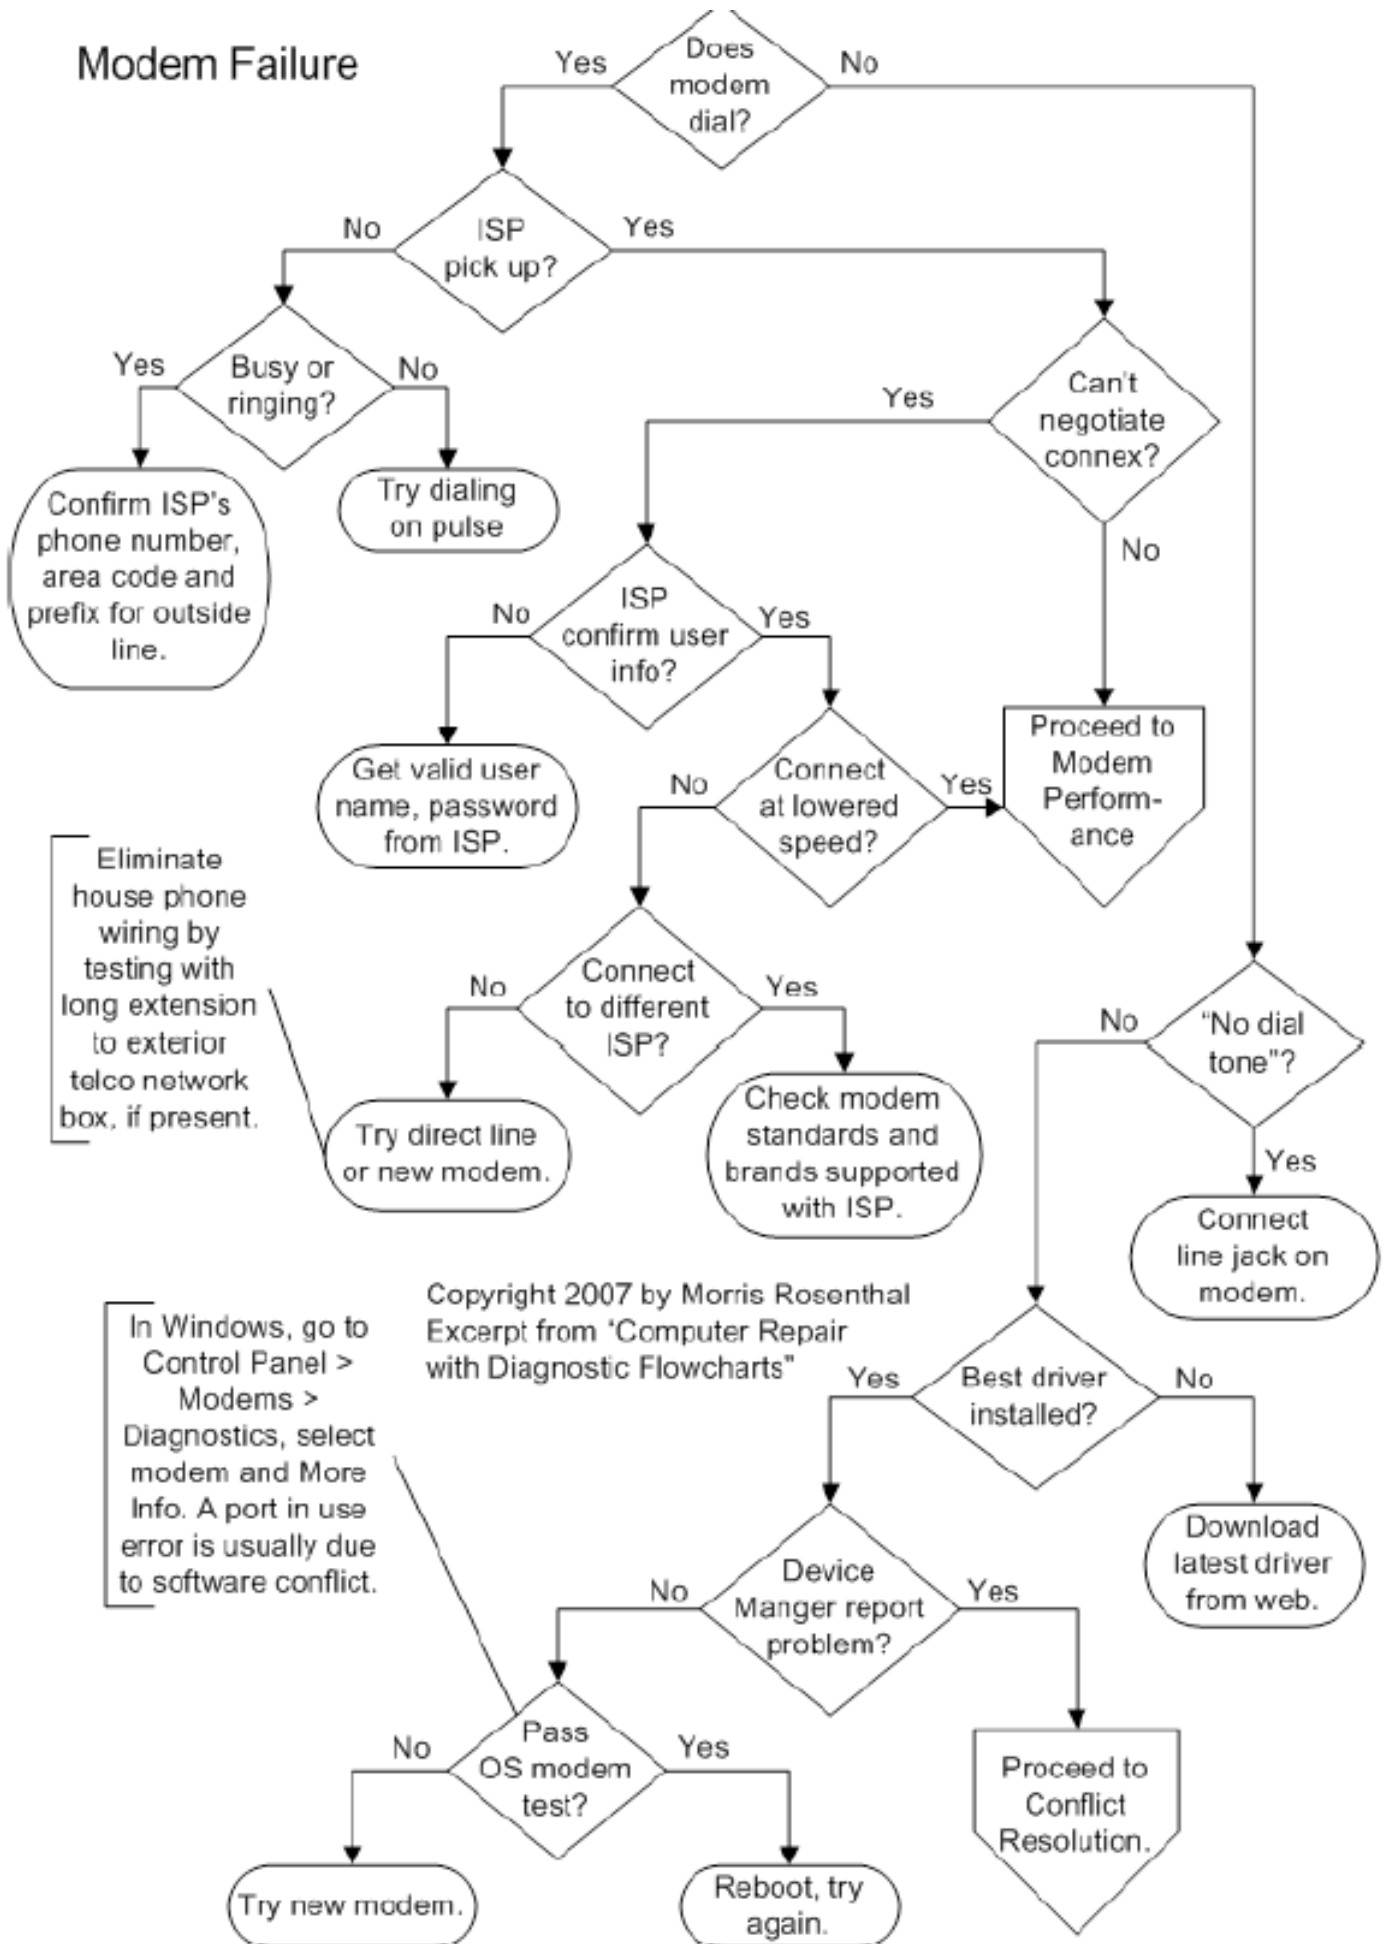 Modem Failure
Does
modem
dial?
Yes
No
ISP
pick up?
No
Yes
Busy or
ringing?
Yes
No
Confirm ISP's
phone number,
area code and
prefix for outside
line.
Try dialing
on pulse
Can't
negotiate
connex?
Yes
No
ISP
confirm user
info?
No
Yes
Get valid user
name, password
from ISP.
Connect
at lowered
speed?
No
Yes
Proceed to
Modem
Perform-
ance
Eliminate
house phone
wiring by
testing with
long extension
to exterior
telco network
box, if present.
Connect
to different
ISP?
No
Yes
Try direct line
or new modem.
Check modem
standards and
brands supported
with ISP.
"No dial
tone"?
No
Yes
Connect
line jack on
modem.
Copyright 2007 by Morris Rosenthal
Excerpt from "Computer Repair
with Diagnostic Flowcharts"
In Windows, go to
Control Panel >
Modems >
Diagnostics, select
modem and More
Info. A port in use
error is usually due
to software conflict.
Best driver
installed?
Yes
No
Download
latest driver
from web.
Device
Manger report
problem?
No
Yes
Proceed to
Conflict
Resolution.
Pass
OS modem
test?
No
Yes
Try new modem.
Reboot, try
again.